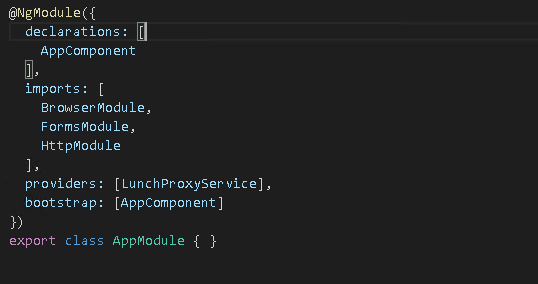 @NgModule({
  declarations: [
    AppComponent
  ],
  imports: [
    BrowserModule,
    FormsModule,
    HttpModule
  ],
  providers: [LunchProxyService],
  bootstrap: [AppComponent]
})
export class AppModule { }